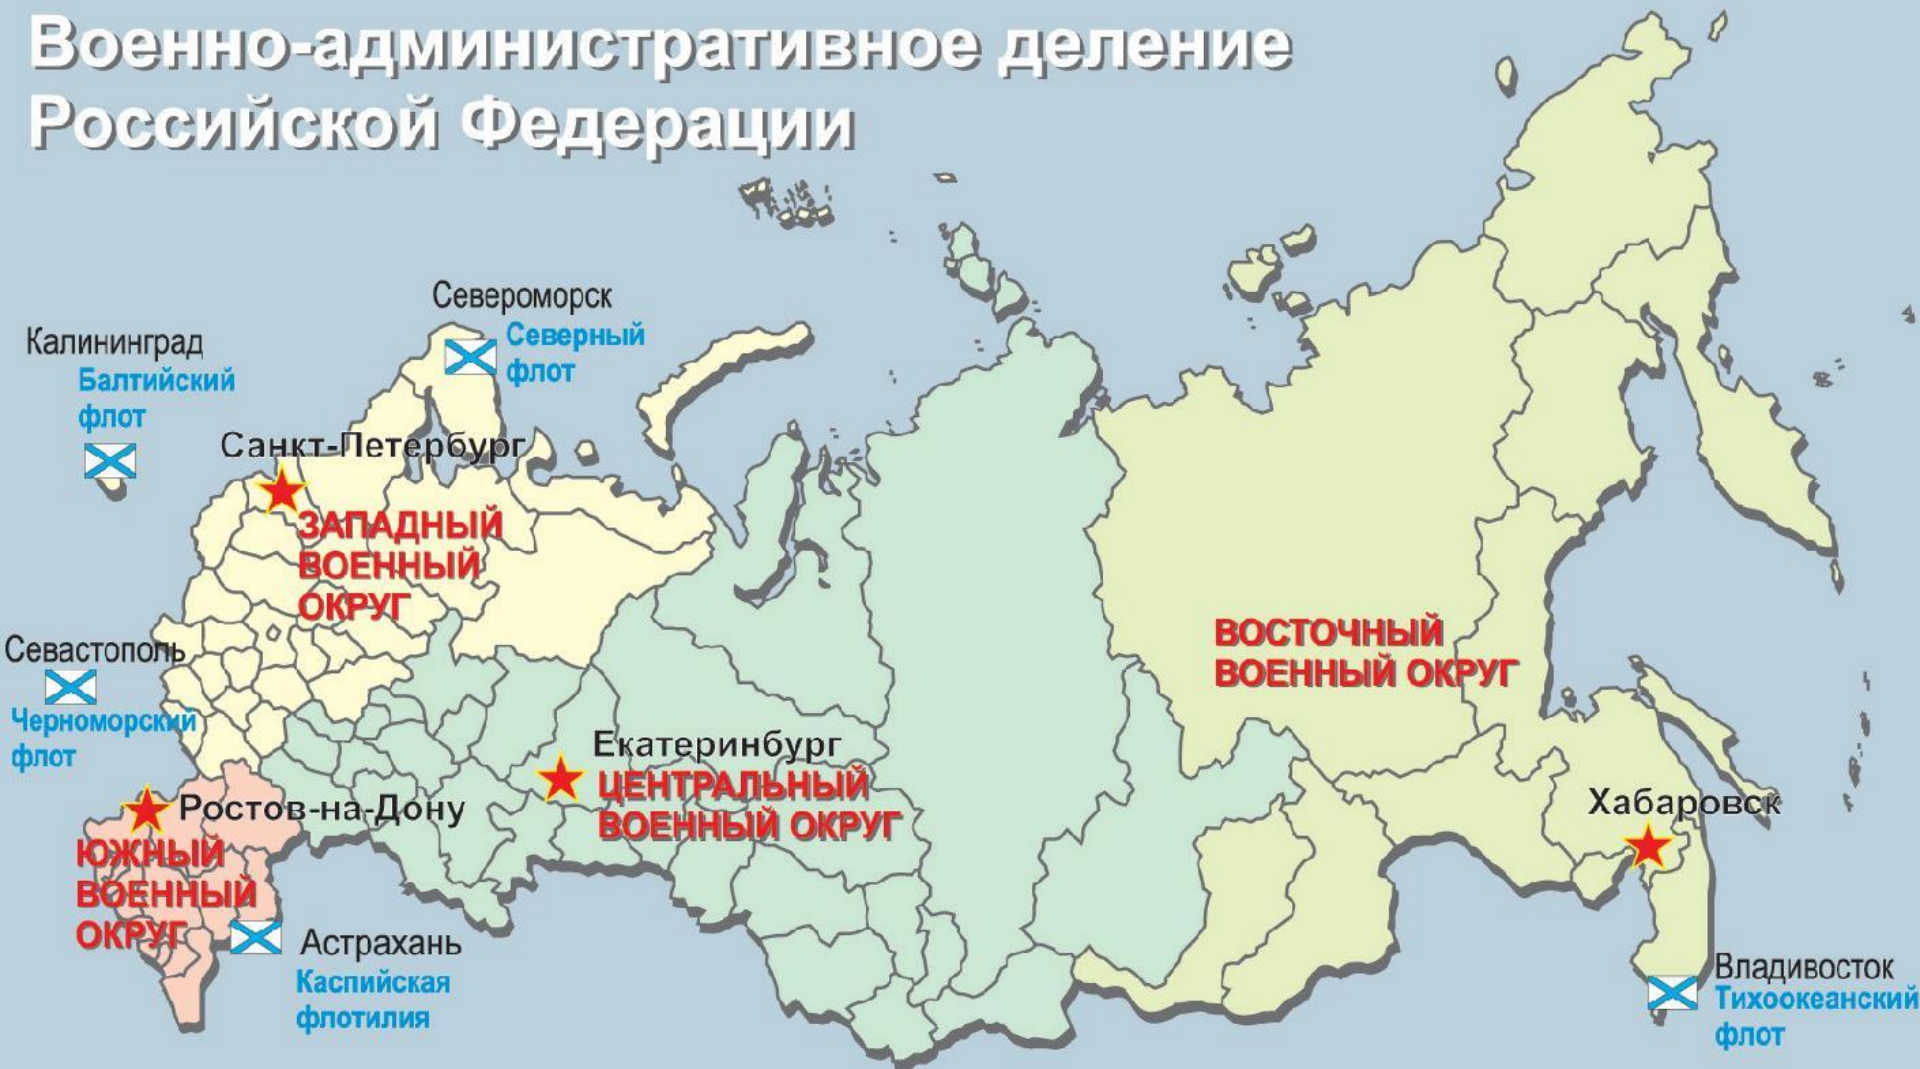 Военно-административное деление
Российской Федерации
Североморск
Северный
флот
Калининград
Балтийский
флот
Санкт-Петербург
ЗАПАДНЫЙ
ВОЕННЫЙ
ОКРУГ
Севастополь
Черноморский
флот
ВОСТОЧНЫЙ
ВОЕННЫЙ ОКРУГ
Екатеринбург
ЦЕНТРАЛЬНЫЙ
ВОЕННЫЙ ОКРУГ
Ростов-на-Дону
ЮЖНЫЙ
ВОЕННЫЙ
ОКРУГ
Хабаровск
Астрахань
Каспийская
флотилия
Владивосток
Тихоокеанский
флот